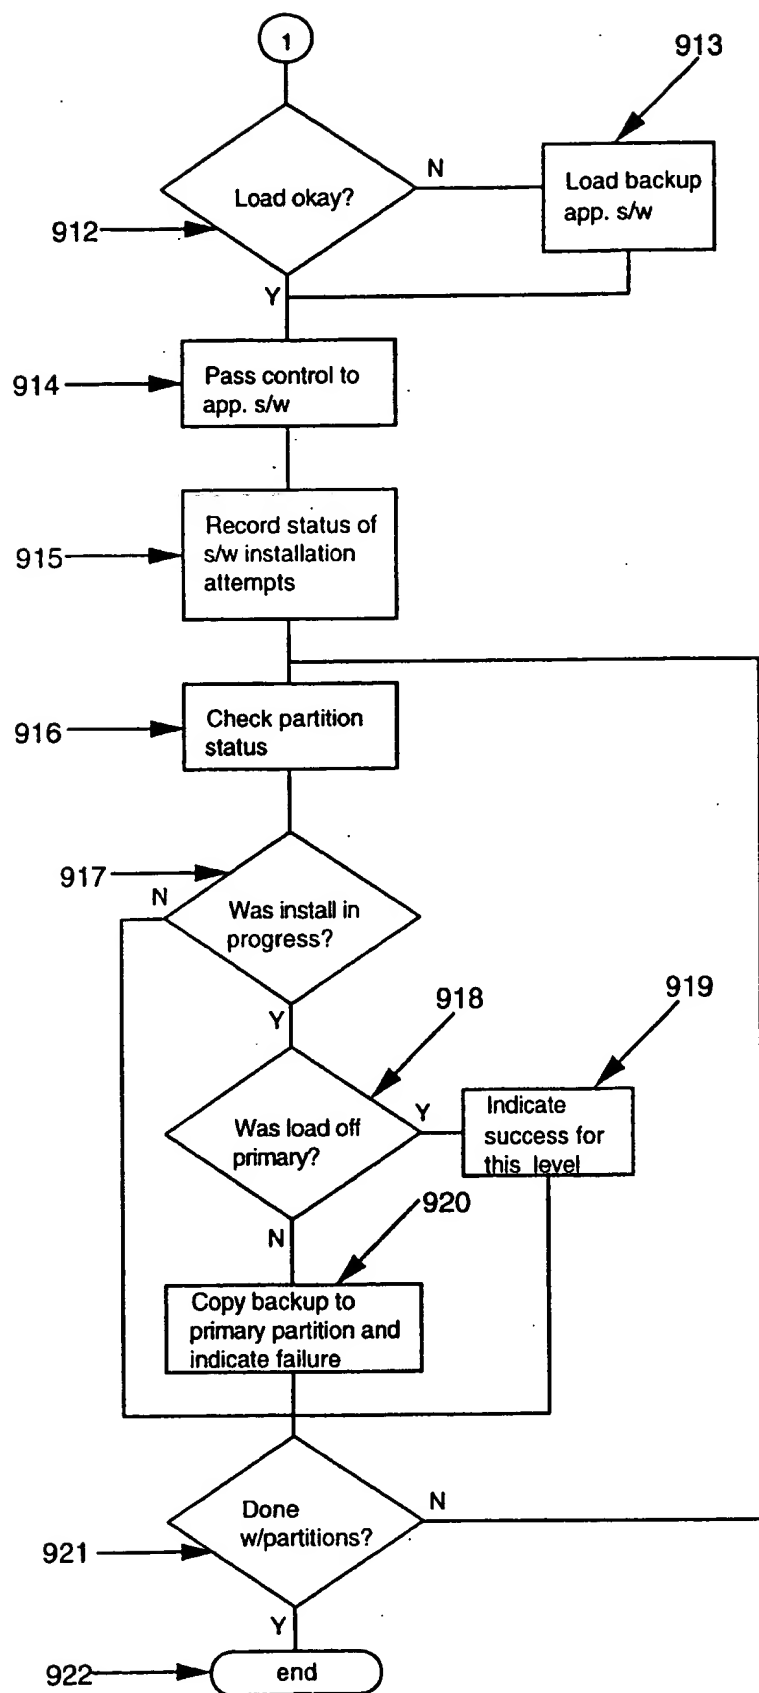 1
913
Load okay?
N
Load backup
app. s/w
912
Y
914
Pass control to
app. s/w
915
Record status of
s/w installation
attempts
916
Check partition
status
917
N
Was install in
progress?
Y
918
919
Was load off
primary?
Y
Indicate
success for
this level
N
920
Copy backup to
primary partition and
indicate failure
Done
w/partitions?
N
921
Y
922
end